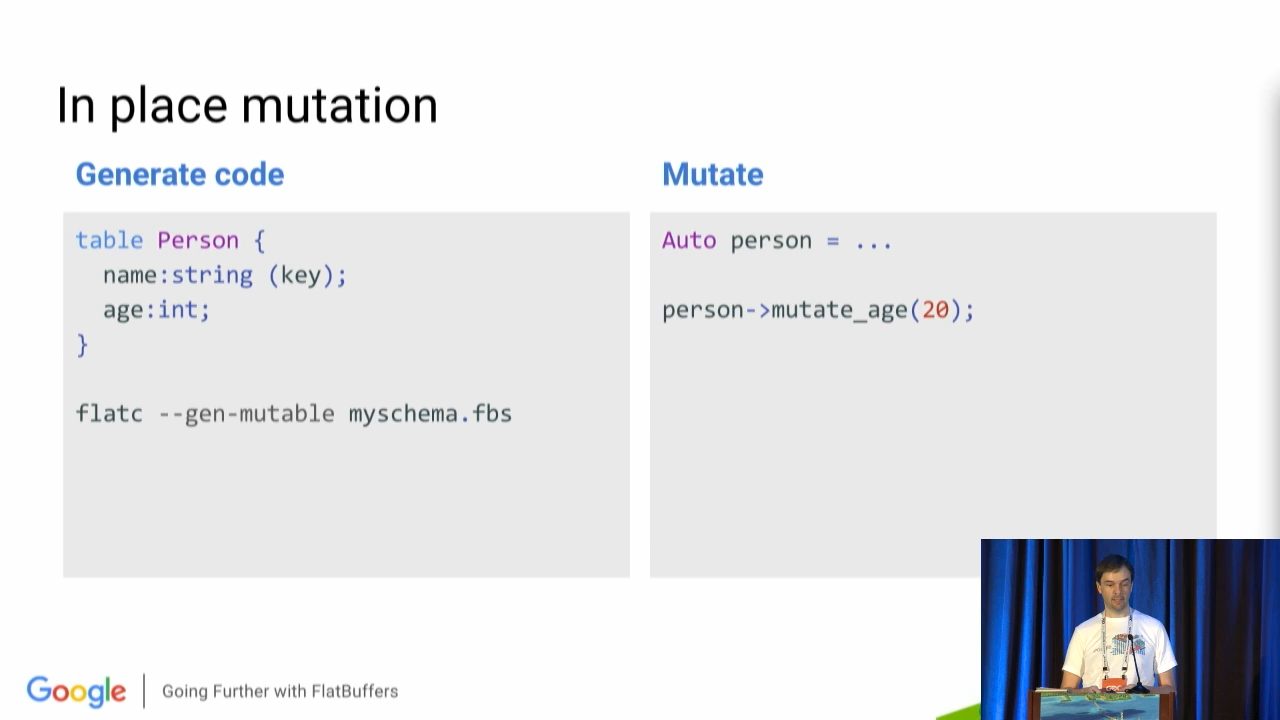 In place mutation
Generate code
table Person {
  name:string (key);
  age:int;
}
flatc --gen-mutable myschema.fbs
Mutate
Auto person = ...
person->mutate_age(20);
Google
Going Further with FlatBuffers